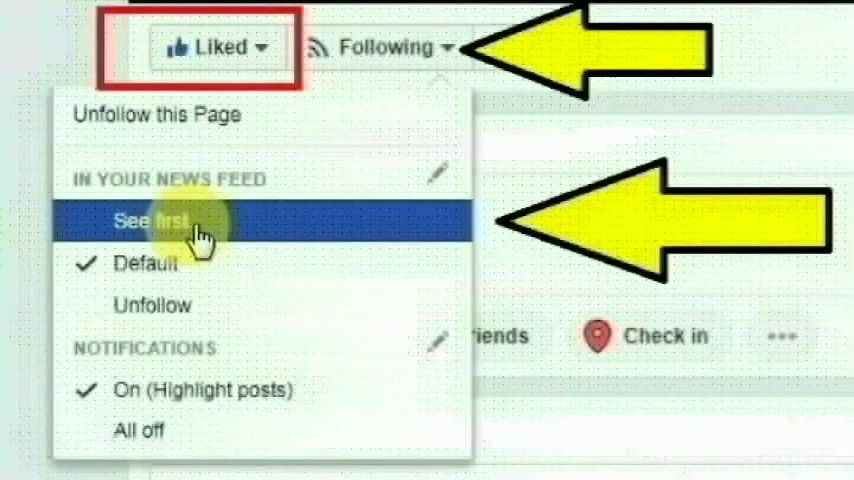 Liked Following
Unfollow this Page
IN YOUR NEWS FEED
See first
Default
Unfollow
riends Check in
NOTIFICATIONS
On (Highlight posts)
All off